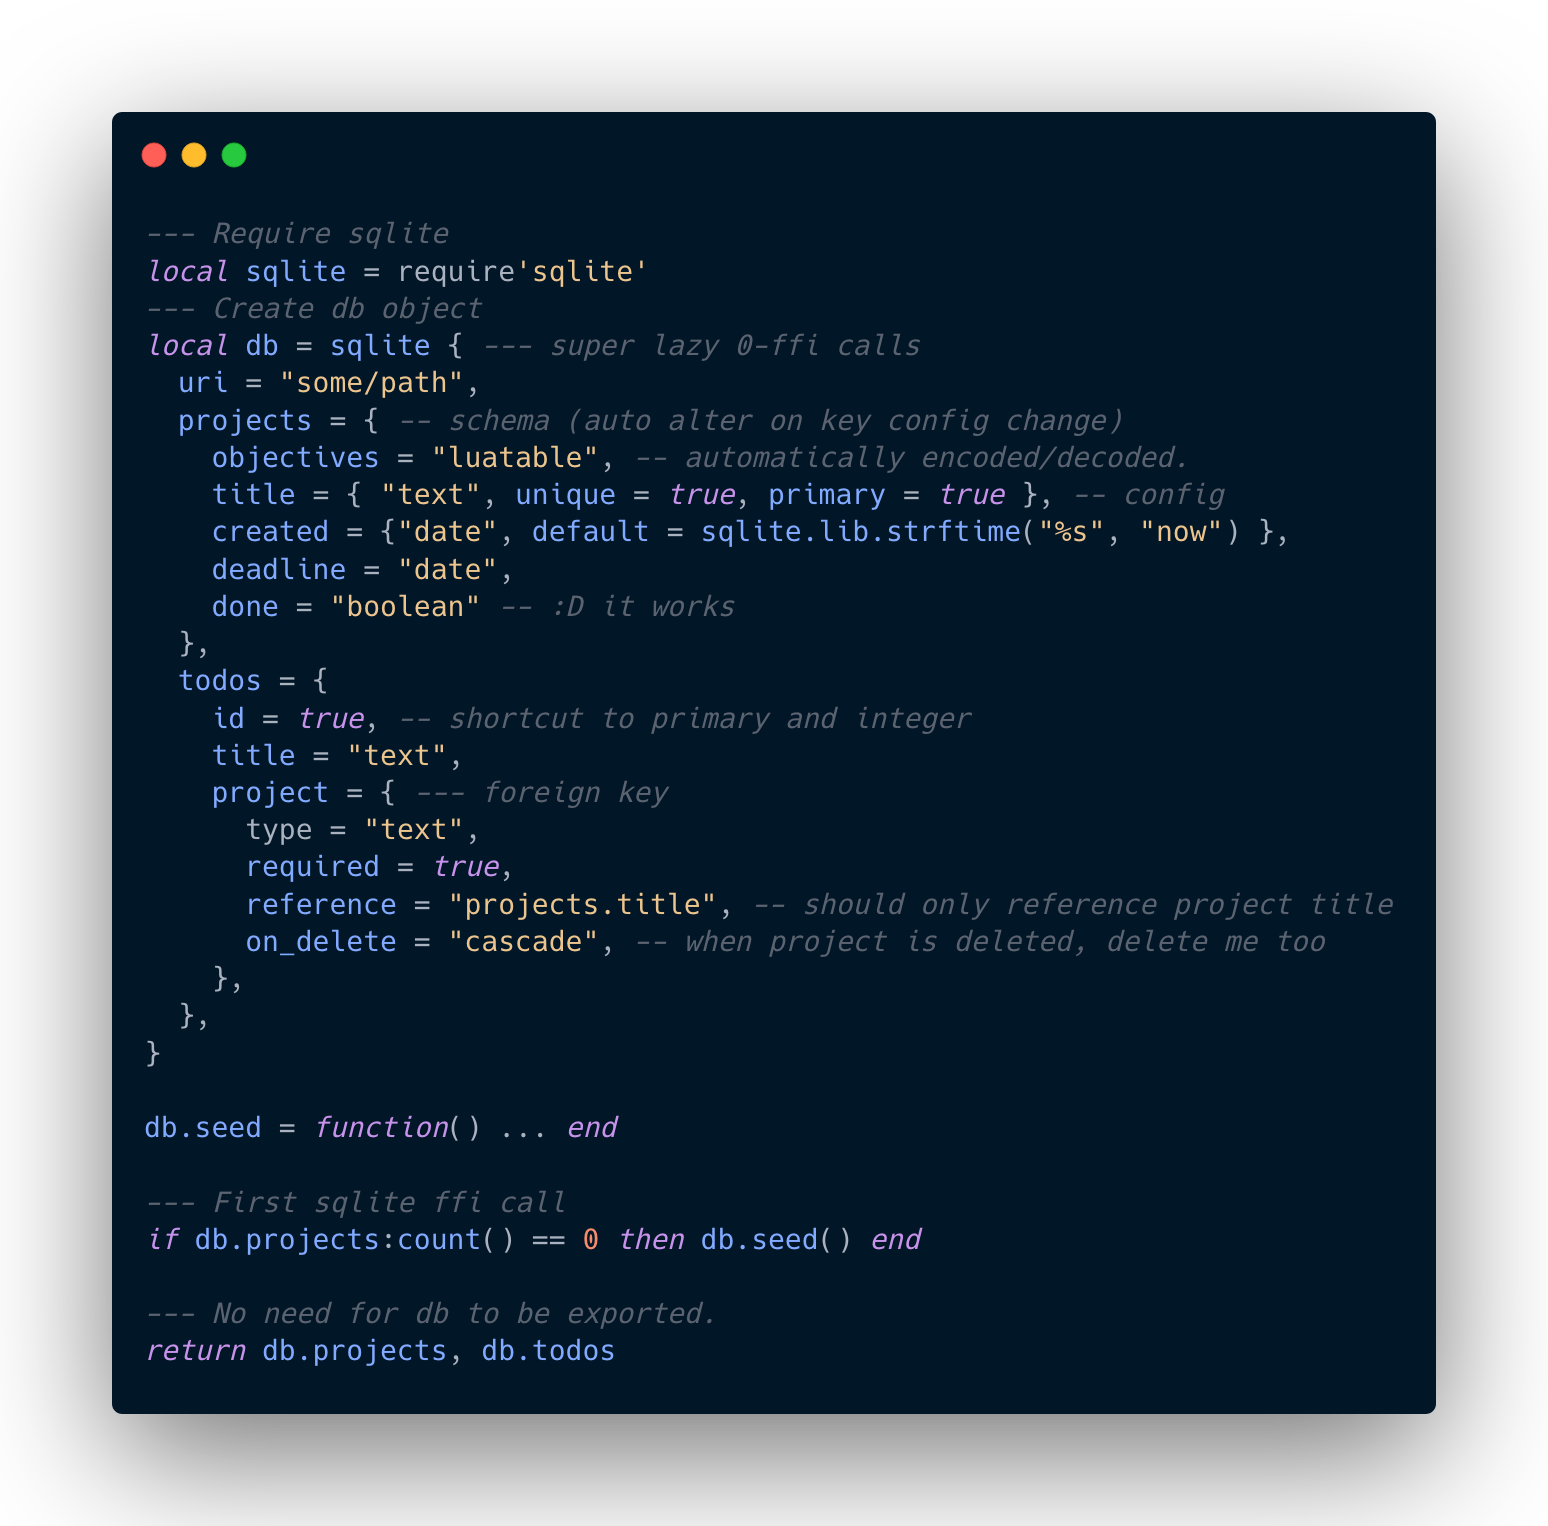 --- Require sqlite
local sqlite = require'sqlite'
--- Create db object
local db = sqlite { --- super lazy 0-ffi calls
  uri = "some/path",
  projects = { -- schema (auto alter on key config change)
    objectives = "luatable", -- automatically encoded/decoded.
    title = { "text", unique = true, primary = true }, -- config
    created = {"date", default = sqlite.lib.strftime("%s", "now") },
    deadline = "date",
    done = "boolean" -- :D it works
  },
  todos = {
    id = true, -- shortcut to primary and integer
    title = "text",
    project = { --- foreign key
      type = "text",
      required = true,
      reference = "projects.title", -- should only reference project title
      on_delete = "cascade", -- when project is deleted, delete me too
    },
  },
}

db.seed = function() ... end

--- First sqlite ffi call
if db.projects:count() == 0 then db.seed() end

--- No need for db to be exported.
return db.projects, db.todos